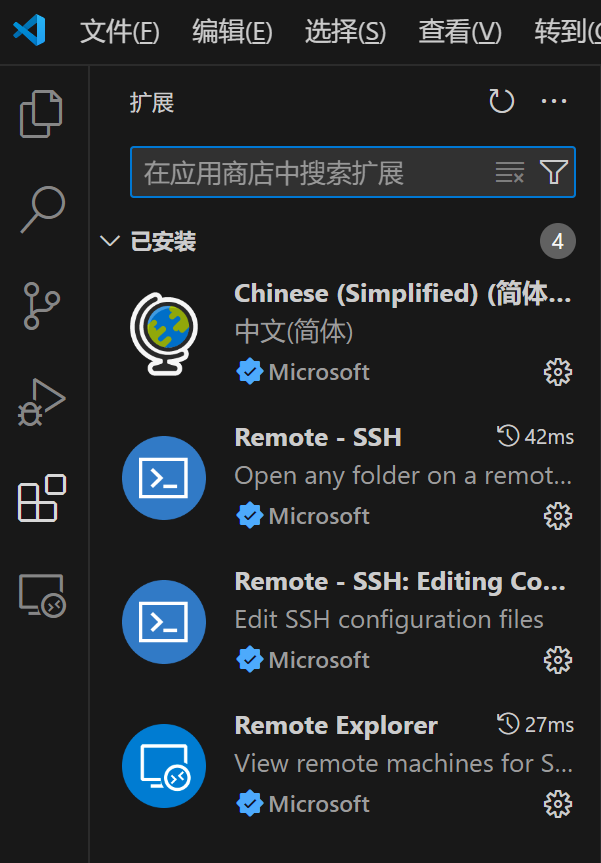 文件(F) 编辑(E) 选择(S) 查看(V) 转到(G
扩展
在应用商店中搜索扩展
已安装 4
Chinese (Simplified) (简体...
中文(简体)
Microsoft
Remote - SSH 42ms
Open any folder on a remot...
Microsoft
Remote - SSH: Editing Co...
Edit SSH configuration files
Microsoft
Remote Explorer 27ms
View remote machines for S...
Microsoft